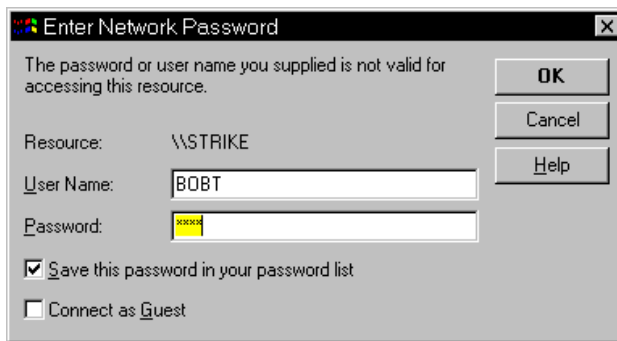 Enter Network Password
The password or user name you supplied is not valid for
accessing this resource.
OK
Cancel
Help
Resource: \\STRIKE
User Name: BOBT
Password: ****
Save this password in your password list
Connect as Guest